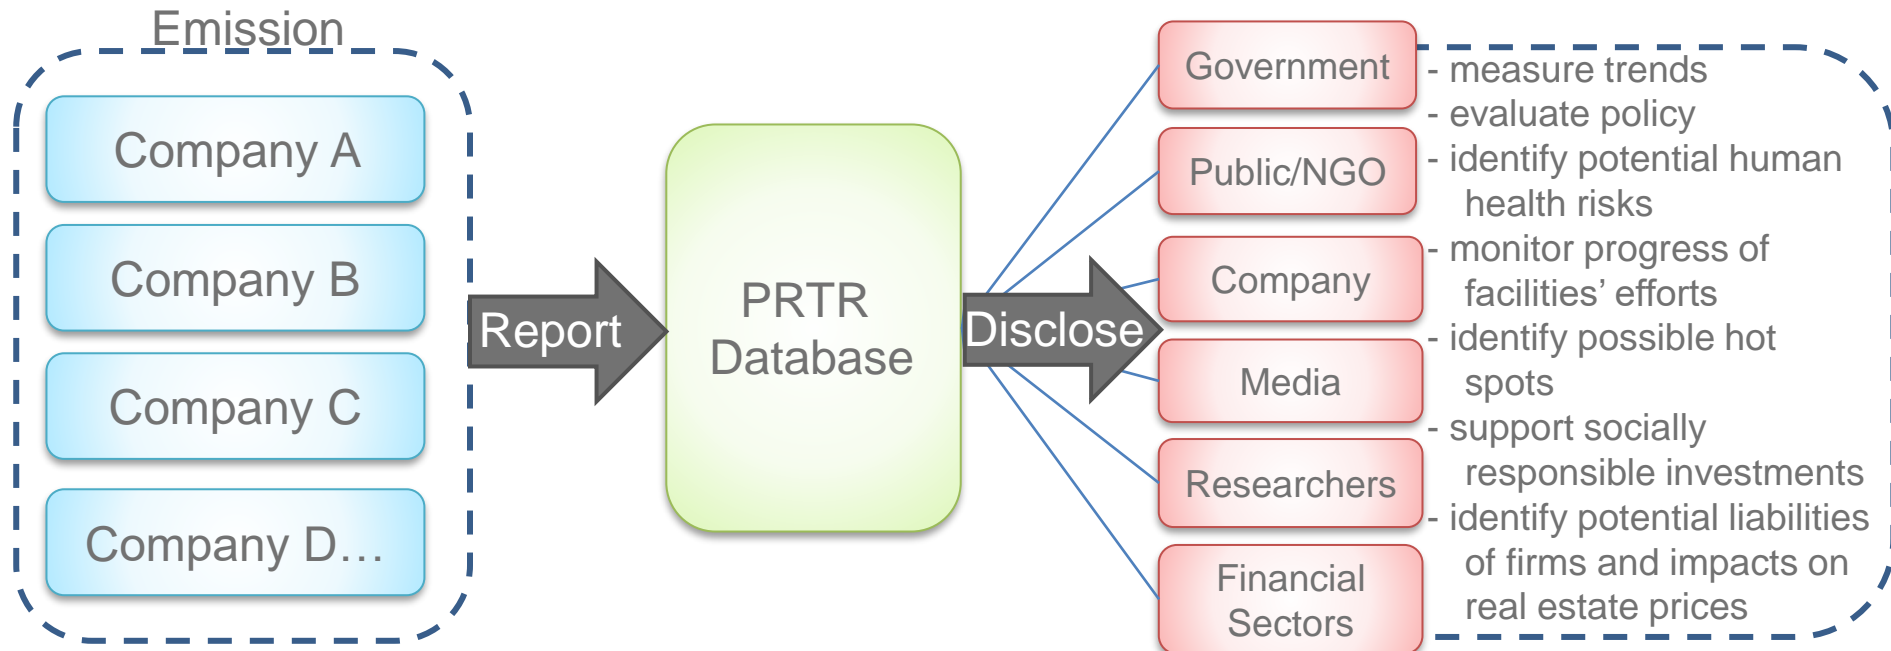 Emission
Company A
Company B
Company C
Company D…
Report
PRTR
Database
Disclose
Government
Public/NGO
Company
Media
Researchers
Financial
Sectors
- measure trends
- evaluate policy
- identify potential human
health risks
- monitor progress of
facilities’ efforts
- identify possible hot
spots
- support socially
responsible investments
- identify potential liabilities
of firms and impacts on
real estate prices